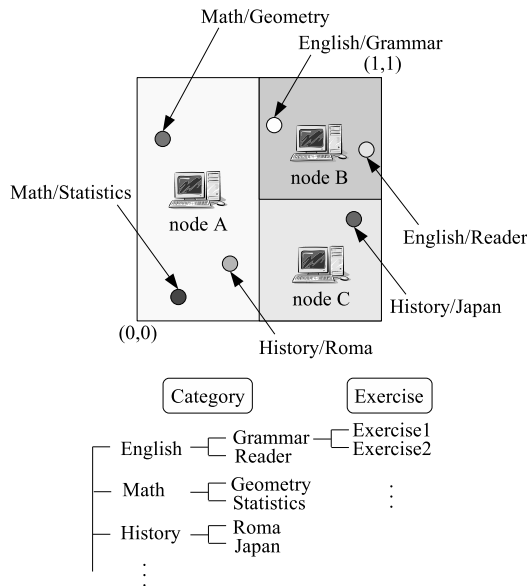 Math/Geometry
English/Grammar
(1,1)
node B
Math/Statistics
node A
English/Reader
node C
History/Japan
(0,0)
History/Roma
Category
Exercise
English
Grammar
Reader
Exercise1
Exercise2
Math
Geometry
Statistics
History
Roma
Japan